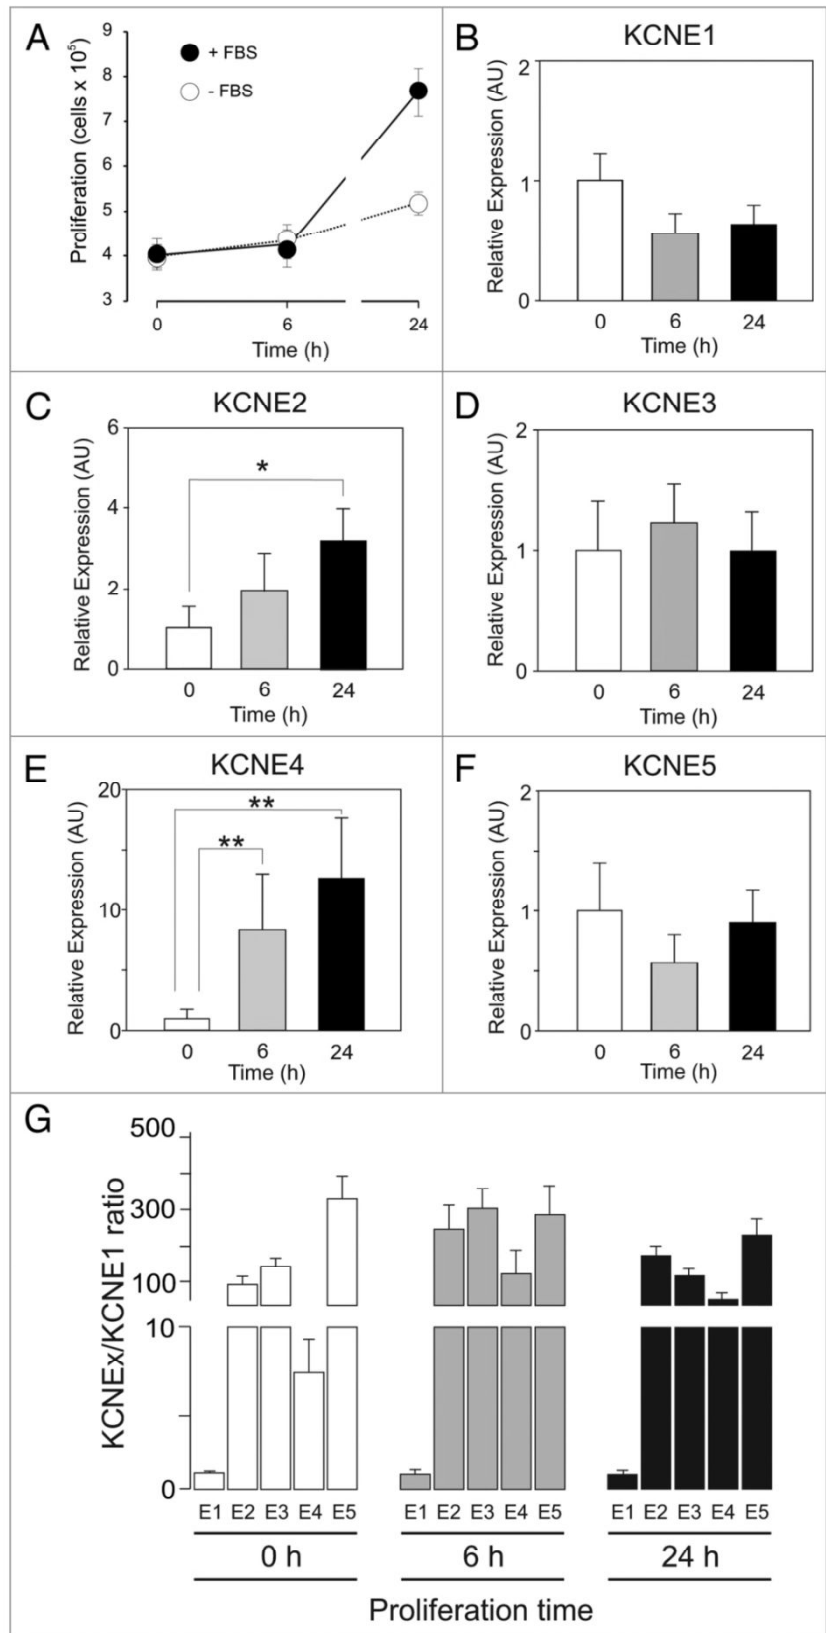 A
Proliferation (cells x 10⁵)
9
8
7
6
5
4
3
+ FBS
- FBS
0 6 24
Time (h)
B
KCNE1
Relative Expression (AU)
2
1
0
0 6 24
Time (h)
C
KCNE2
Relative Expression (AU)
6
4
2
0
*
0 6 24
Time (h)
D
KCNE3
Relative Expression (AU)
2
1
0
0 6 24
Time (h)
E
KCNE4
Relative Expression (AU)
20
10
0
**
**
0 6 24
Time (h)
F
KCNE5
Relative Expression (AU)
2
1
0
0 6 24
Time (h)
G
KCNEx/KCNE1 ratio
500
300
100
10
0
E1 E2 E3 E4 E5 E1 E2 E3 E4 E5 E1 E2 E3 E4 E5
0 h 6 h 24 h
Proliferation time